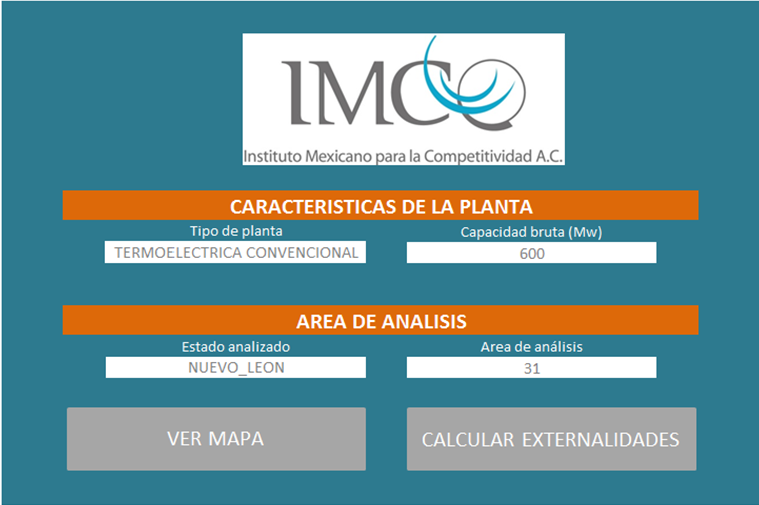 IMCO
Instituto Mexicano para la Competitividad A.C.
CARACTERISTICAS DE LA PLANTA
Tipo de planta
Capacidad bruta (Mw)
TERMOELECTRICA CONVENCIONAL
600
AREA DE ANALISIS
Estado analizado
Area de análisis
NUEVO_LEON
31
VER MAPA
CALCULAR EXTERNALIDADES